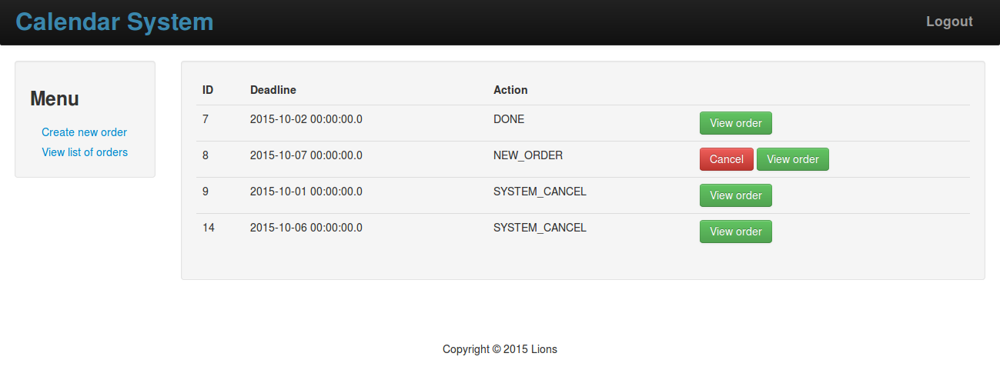 Calendar System Logout
Menu
Create new order
View list of orders
ID Deadline Action
7 2015-10-02 00:00:00.0 DONE View order
8 2015-10-07 00:00:00.0 NEW_ORDER Cancel View order
9 2015-10-01 00:00:00.0 SYSTEM_CANCEL View order
14 2015-10-06 00:00:00.0 SYSTEM_CANCEL View order
Copyright © 2015 Lions